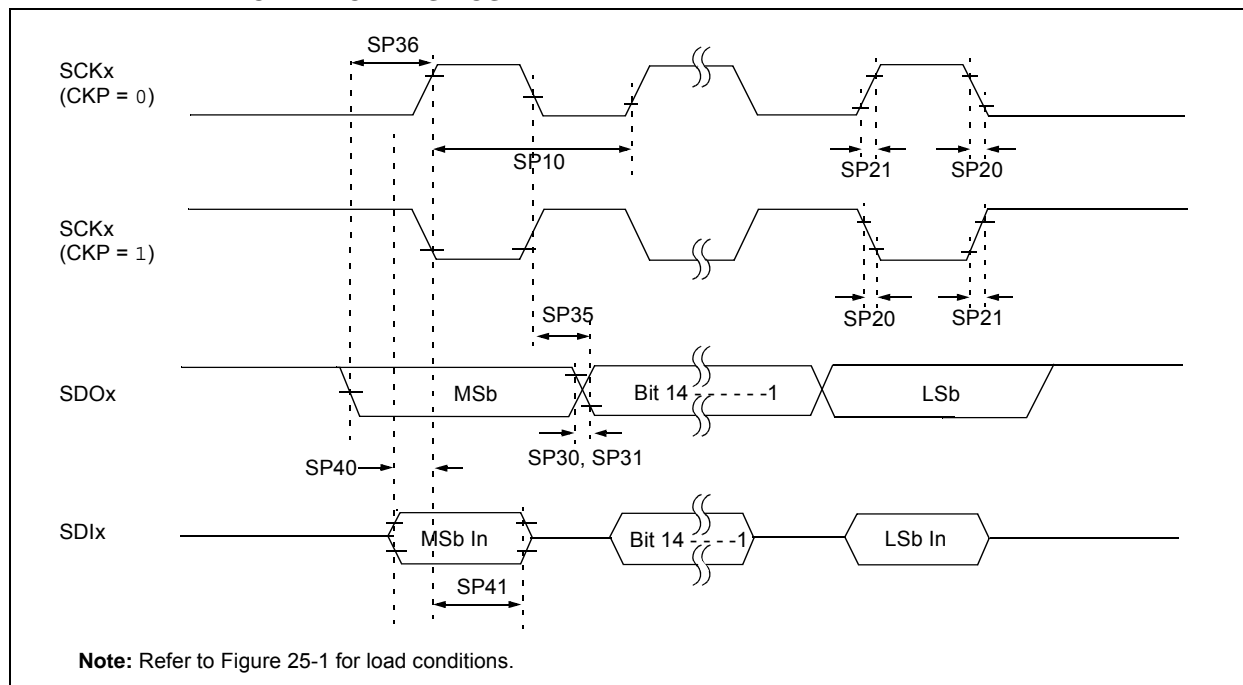 SP36
SCKx
(CKP = 0)
SP10
SP21
SP20
SCKx
(CKP = 1)
SP35
SP20
SP21
SDOx
MSb
Bit 14 - - - - - -1
LSb
SP30, SP31
SP40
SDIx
MSb In
Bit 14 - - - - -1
LSb In
SP41
Note: Refer to Figure 25-1 for load conditions.